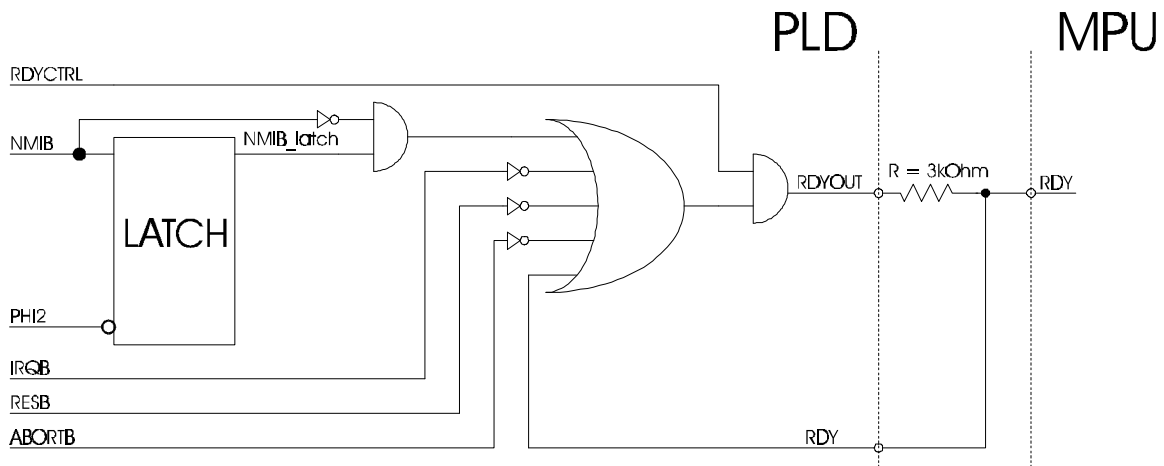 PLD MPU
RDYCTRL
NMIB
NMIB_latch
LATCH
RDYOUT
R = 3kOhm
RDY
PHI2
IRQB
RESB
ABORTB
RDY